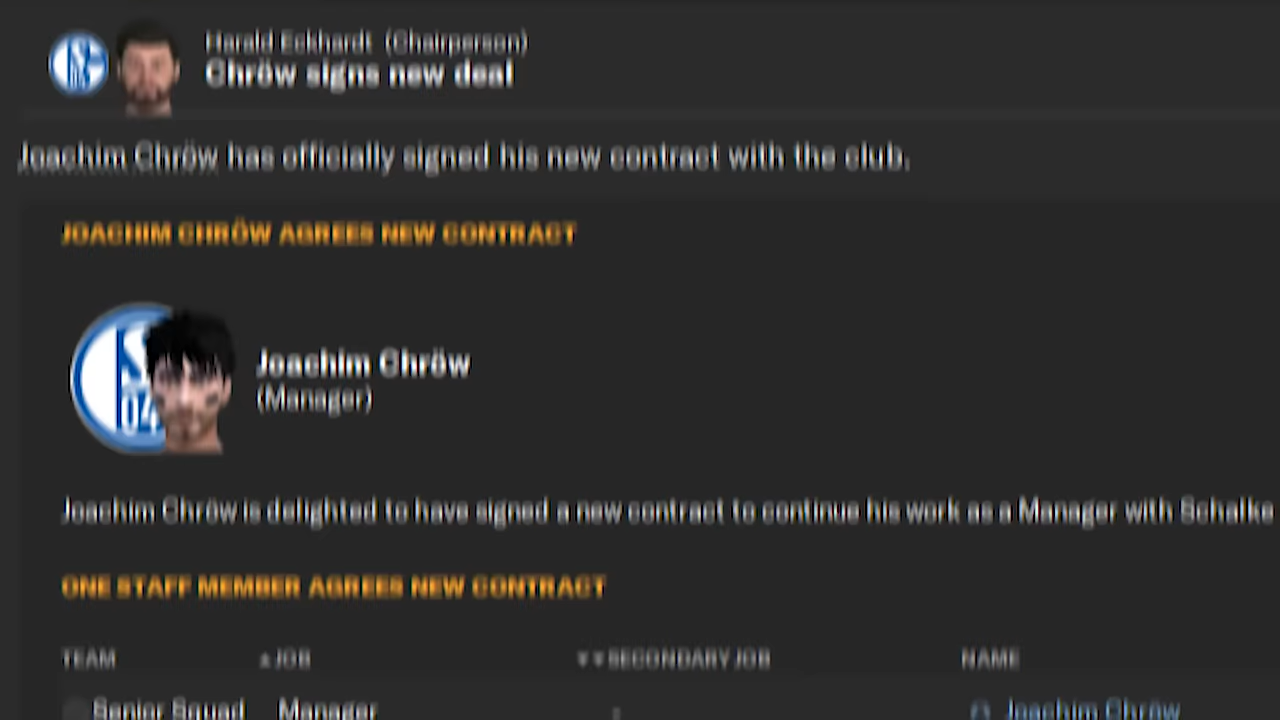 Harald Eckhardt (Chairperson)
Chröw signs new deal
Joachim Chröw has officially signed his new contract with the club.
JOACHIM CHRÖW AGREES NEW CONTRACT
04
Joachim Chröw
(Manager)
Joachim Chröw is delighted to have signed a new contract to continue his work as a Manager with Schalke
ONE STAFF MEMBER AGREES NEW CONTRACT
TEAM JOB SECONDARY JOB NAME
Senior Squad Manager - Joachim Chröw